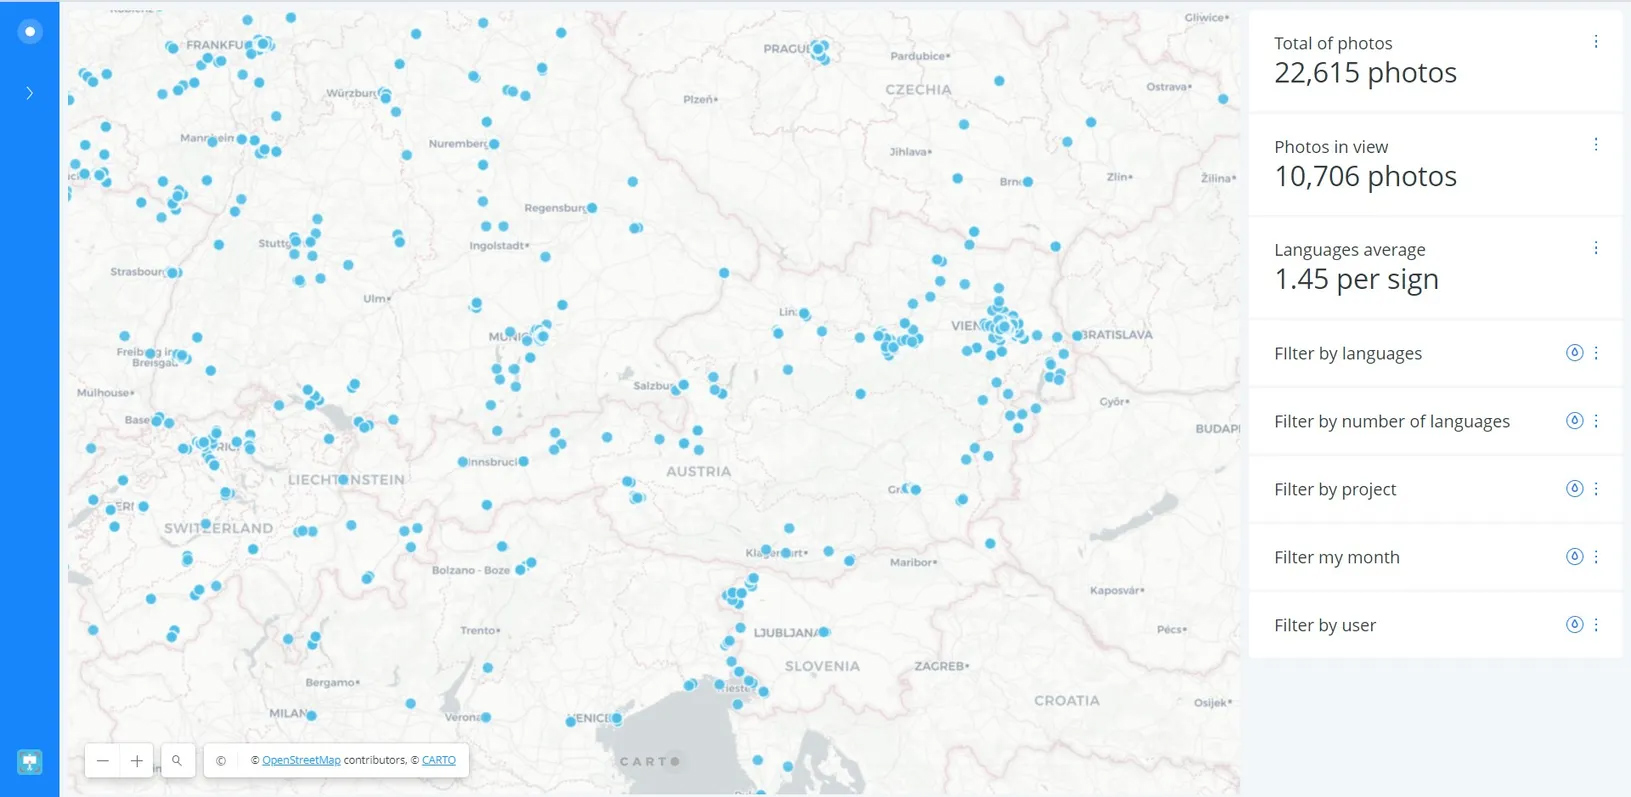 Gliwice
FRANKFU
PRAGUE
Pardubice
CZECHIA
Ostrava
Würzburg
Plzeň
Mannheim
Nuremberg
Jihlava
Brno
Zlín
Žilina
Regensburg
Stuttg
Ingolstadt
Strasbourg
Ulm
Linz
VIEN
BRATISLAVA
MUNIC
Freiburg im
Breisgau
Mulhouse
Salzburg
Győr
Basel
BUDAP
Innsbruck
AUSTRIA
LIECHTENSTEIN
Graz
SWITZERLAND
Klagenfurt
Bolzano - Boze
Maribor
Kaposvár
Trento
LJUBLJANA
Pécs
SLOVENIA
ZAGREB
Bergamo
Trieste
CROATIA
Osijek
MILAN
Verona
VENICE
CARTO
© © OpenStreetMap contributors, © CARTO
Total of photos
22,615 photos
Photos in view
10,706 photos
Languages average
1.45 per sign
FIlter by languages
Filter by number of languages
Filter by project
Filter my month
Filter by user